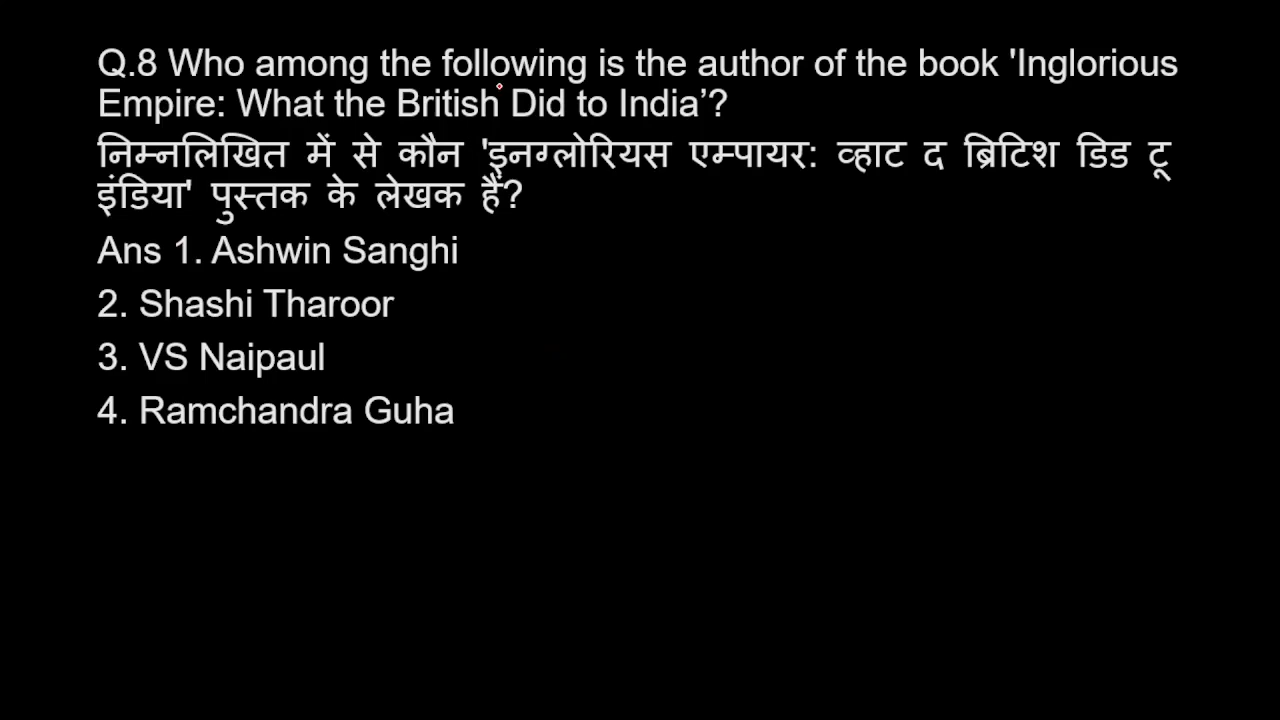 Q.8 Who among the following is the author of the book 'Inglorious
Empire: What the British Did to India’?
निम्नलिखित में से कौन 'इनग्लोरियस एम्पायर: व्हाट द ब्रिटिश डिड टू
इंडिया' पुस्तक के लेखक हैं?
Ans 1. Ashwin Sanghi
2. Shashi Tharoor
3. VS Naipaul
4. Ramchandra Guha